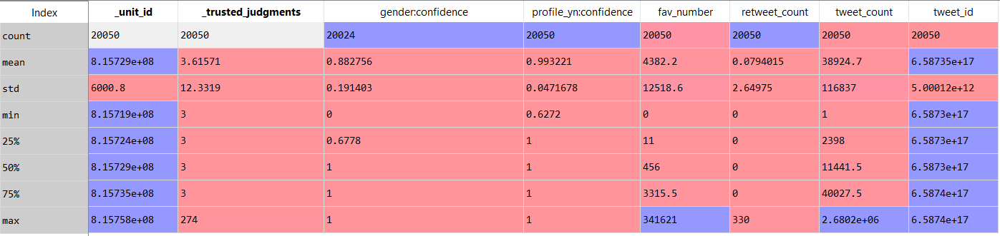 Index _unit_id _trusted_judgments gender:confidence profile_yn:confidence fav_number retweet_count tweet_count tweet_id
count 20050 20050 20024 20050 20050 20050 20050 20050
mean 8.15729e+08 3.61571 0.882756 0.993221 4382.2 0.0794015 38924.7 6.58735e+17
std 6000.8 12.3319 0.191403 0.0471678 12518.6 2.64975 116837 5.00012e+12
min 8.15719e+08 3 0 0.6272 0 0 1 6.5873e+17
25% 8.15724e+08 3 0.6778 1 11 0 2398 6.5873e+17
50% 8.15729e+08 3 1 1 456 0 11441.5 6.5873e+17
75% 8.15735e+08 3 1 1 3315.5 0 40027.5 6.5874e+17
max 8.15758e+08 274 1 1 341621 330 2.6802e+06 6.5874e+17